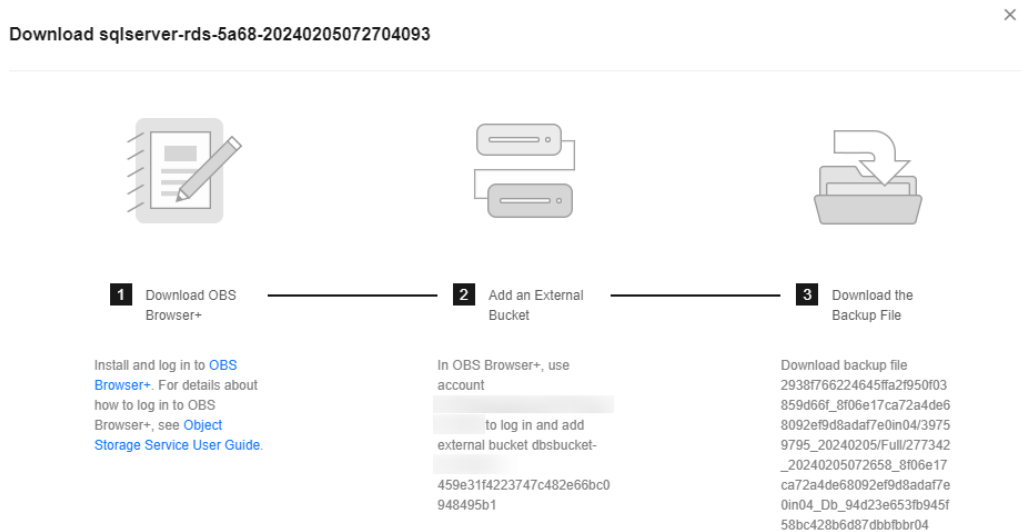 Download sqlserver-rds-5a68-20240205072704093
1 Download OBS
Browser+
Install and log in to OBS
Browser+. For details about
how to log in to OBS
Browser+, see Object
Storage Service User Guide.
2 Add an External
Bucket
In OBS Browser+, use
account
to log in and add
external bucket dbsbucket-
459e31f4223747c482e66bc0
948495b1
3 Download the
Backup File
Download backup file
2938f766224645ffa2f950f03
859d66f_8f06e17ca72a4de6
8092ef9d8adaf7e0in04/3975
9795_20240205/Full/277342
_20240205072658_8f06e17
ca72a4de68092ef9d8adaf7e
0in04_Db_94d23e653fb945f
58bc428b6d87dbbfbbr04